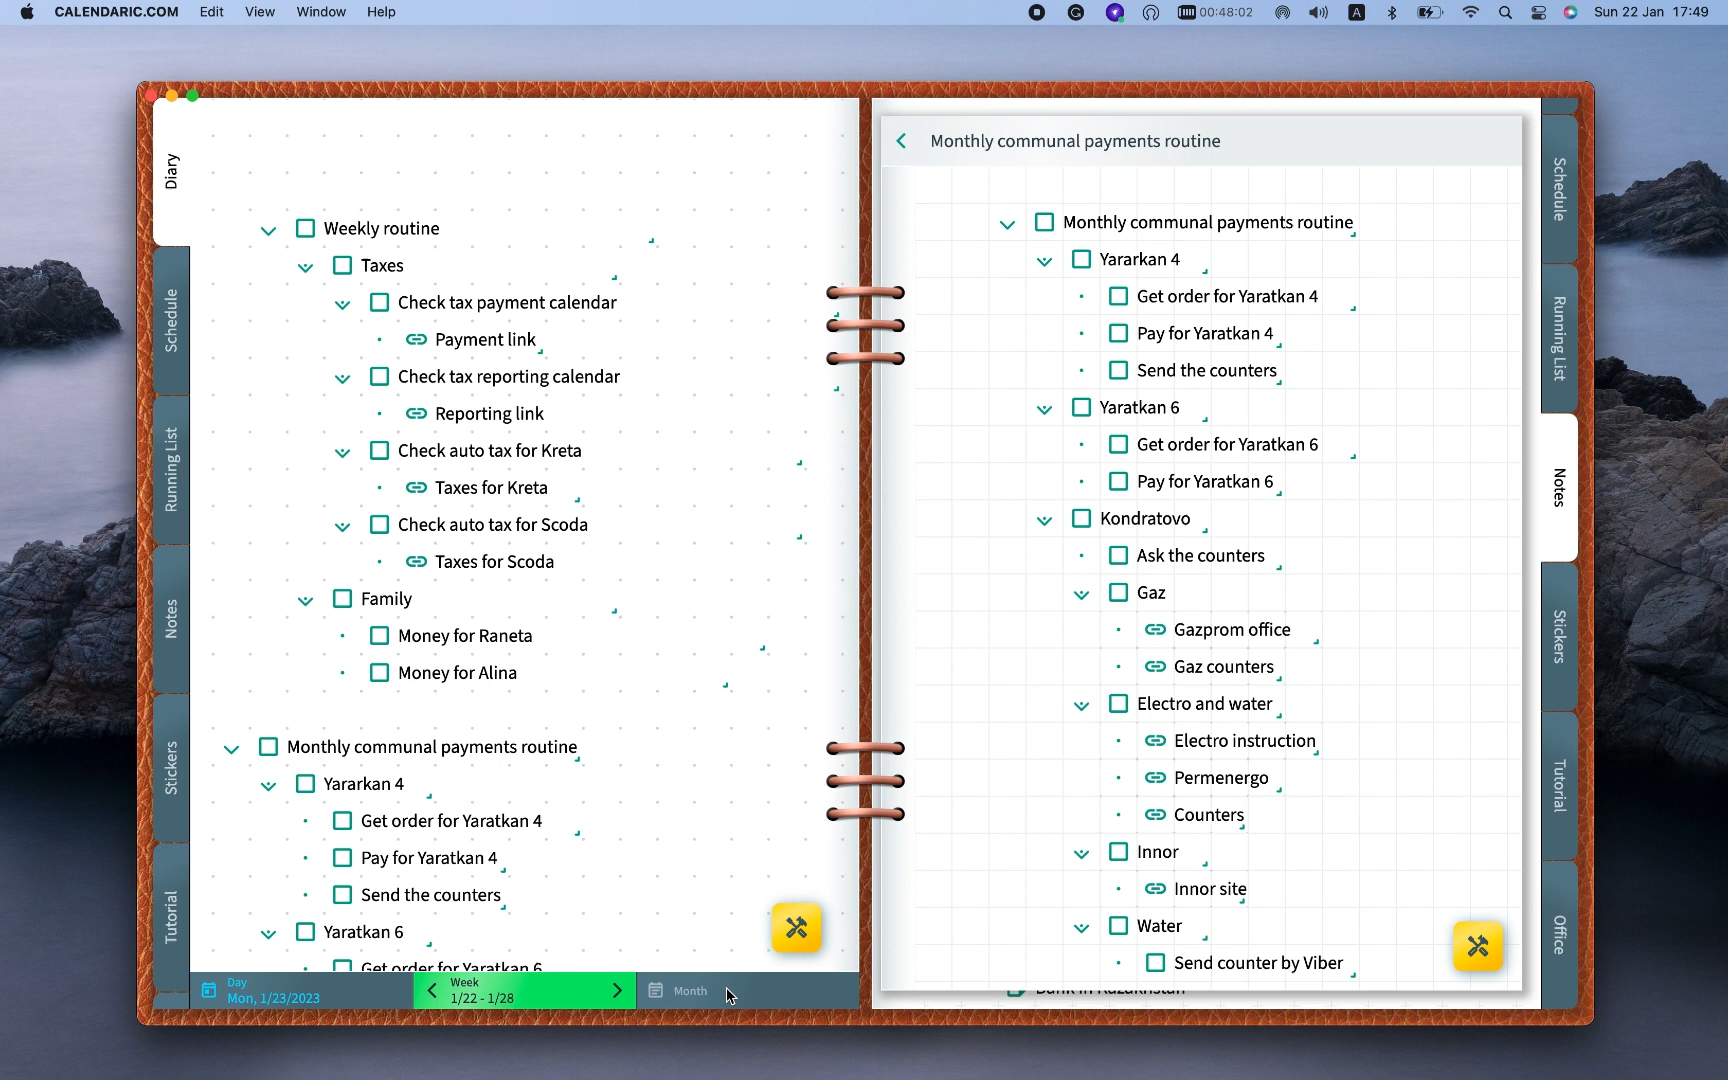 CALENDARIC.COM Edit View Window Help
00:48:02 A Sun 22 Jan 17:49
Diary
Schedule
Running List
Notes
Stickers
Tutorial
Weekly routine
Taxes
Check tax payment calendar
Payment link
Check tax reporting calendar
Reporting link
Check auto tax for Kreta
Taxes for Kreta
Check auto tax for Scoda
Taxes for Scoda
Family
Money for Raneta
Money for Alina
Monthly communal payments routine
Yararkan 4
Get order for Yaratkan 4
Pay for Yaratkan 4
Send the counters
Yaratkan 6
Get order for Yaratkan 6
Day
Mon, 1/23/2023
Week
1/22 - 1/28
Month
Monthly communal payments routine
Monthly communal payments routine
Yararkan 4
Get order for Yaratkan 4
Pay for Yaratkan 4
Send the counters
Yaratkan 6
Get order for Yaratkan 6
Pay for Yaratkan 6
Kondratovo
Ask the counters
Gaz
Gazprom office
Gaz counters
Electro and water
Electro instruction
Permenergo
Counters
Innor
Innor site
Water
Send counter by Viber
Bank in Kazakhstan
Schedule
Running List
Notes
Stickers
Tutorial
Office